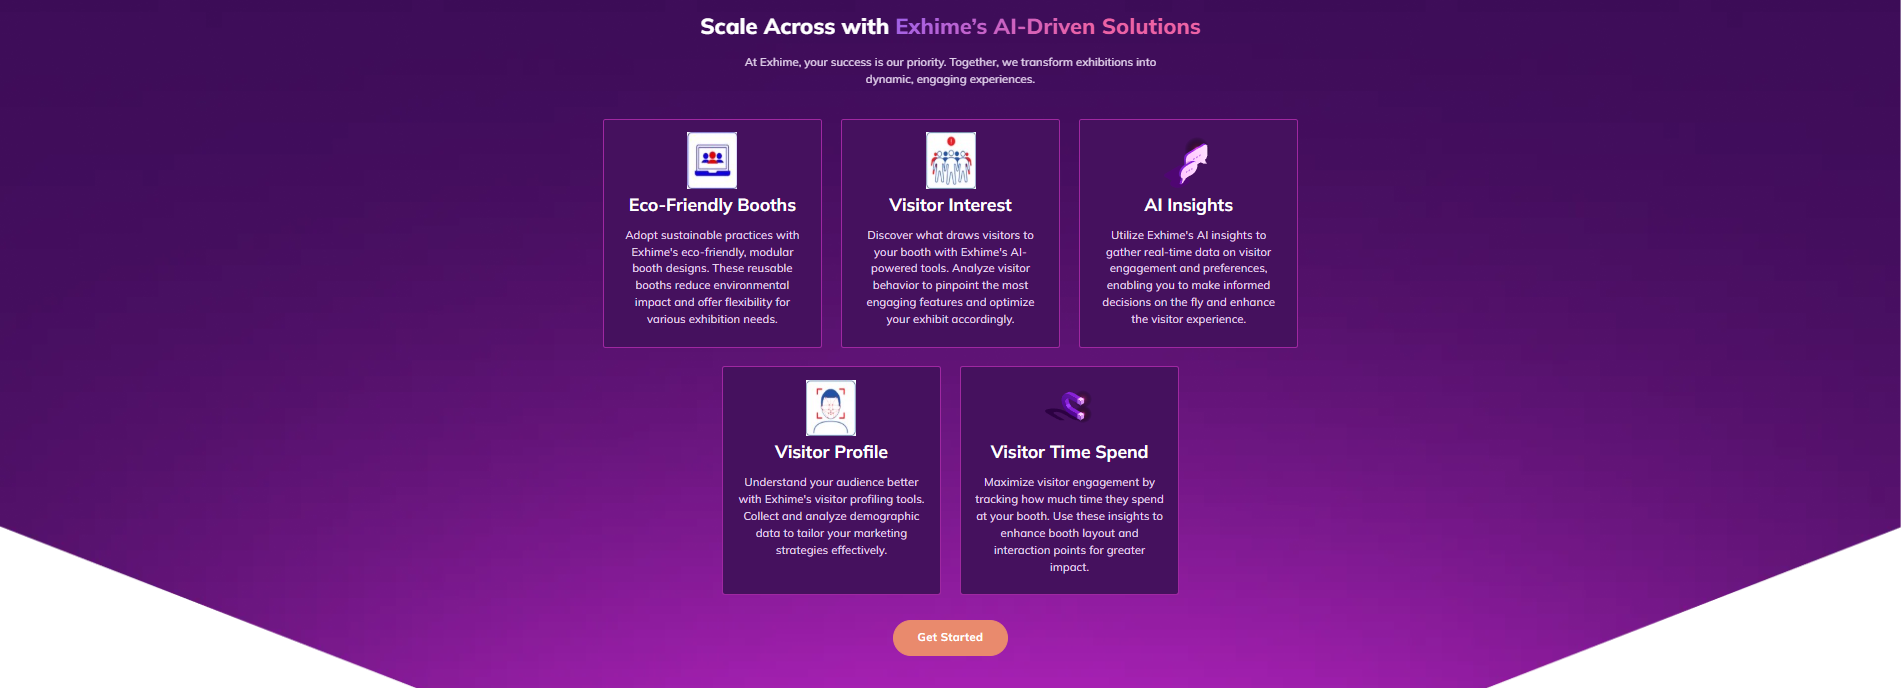 Scale Across with Exhime’s AI-Driven Solutions
At Exhime, your success is our priority. Together, we transform exhibitions into
dynamic, engaging experiences.
Eco-Friendly Booths
Adopt sustainable practices with
Exhime's eco-friendly, modular
booth designs. These reusable
booths reduce environmental
impact and offer flexibility for
various exhibition needs.
Visitor Interest
Discover what draws visitors to
your booth with Exhime's AI-
powered tools. Analyze visitor
behavior to pinpoint the most
engaging features and optimize
your exhibit accordingly.
AI Insights
Utilize Exhime's AI insights to
gather real-time data on visitor
engagement and preferences,
enabling you to make informed
decisions on the fly and enhance
the visitor experience.
Visitor Profile
Understand your audience better
with Exhime's visitor profiling tools.
Collect and analyze demographic
data to tailor your marketing
strategies effectively.
Visitor Time Spend
Maximize visitor engagement by
tracking how much time they spend
at your booth. Use these insights to
enhance booth layout and
interaction points for greater
impact.
Get Started